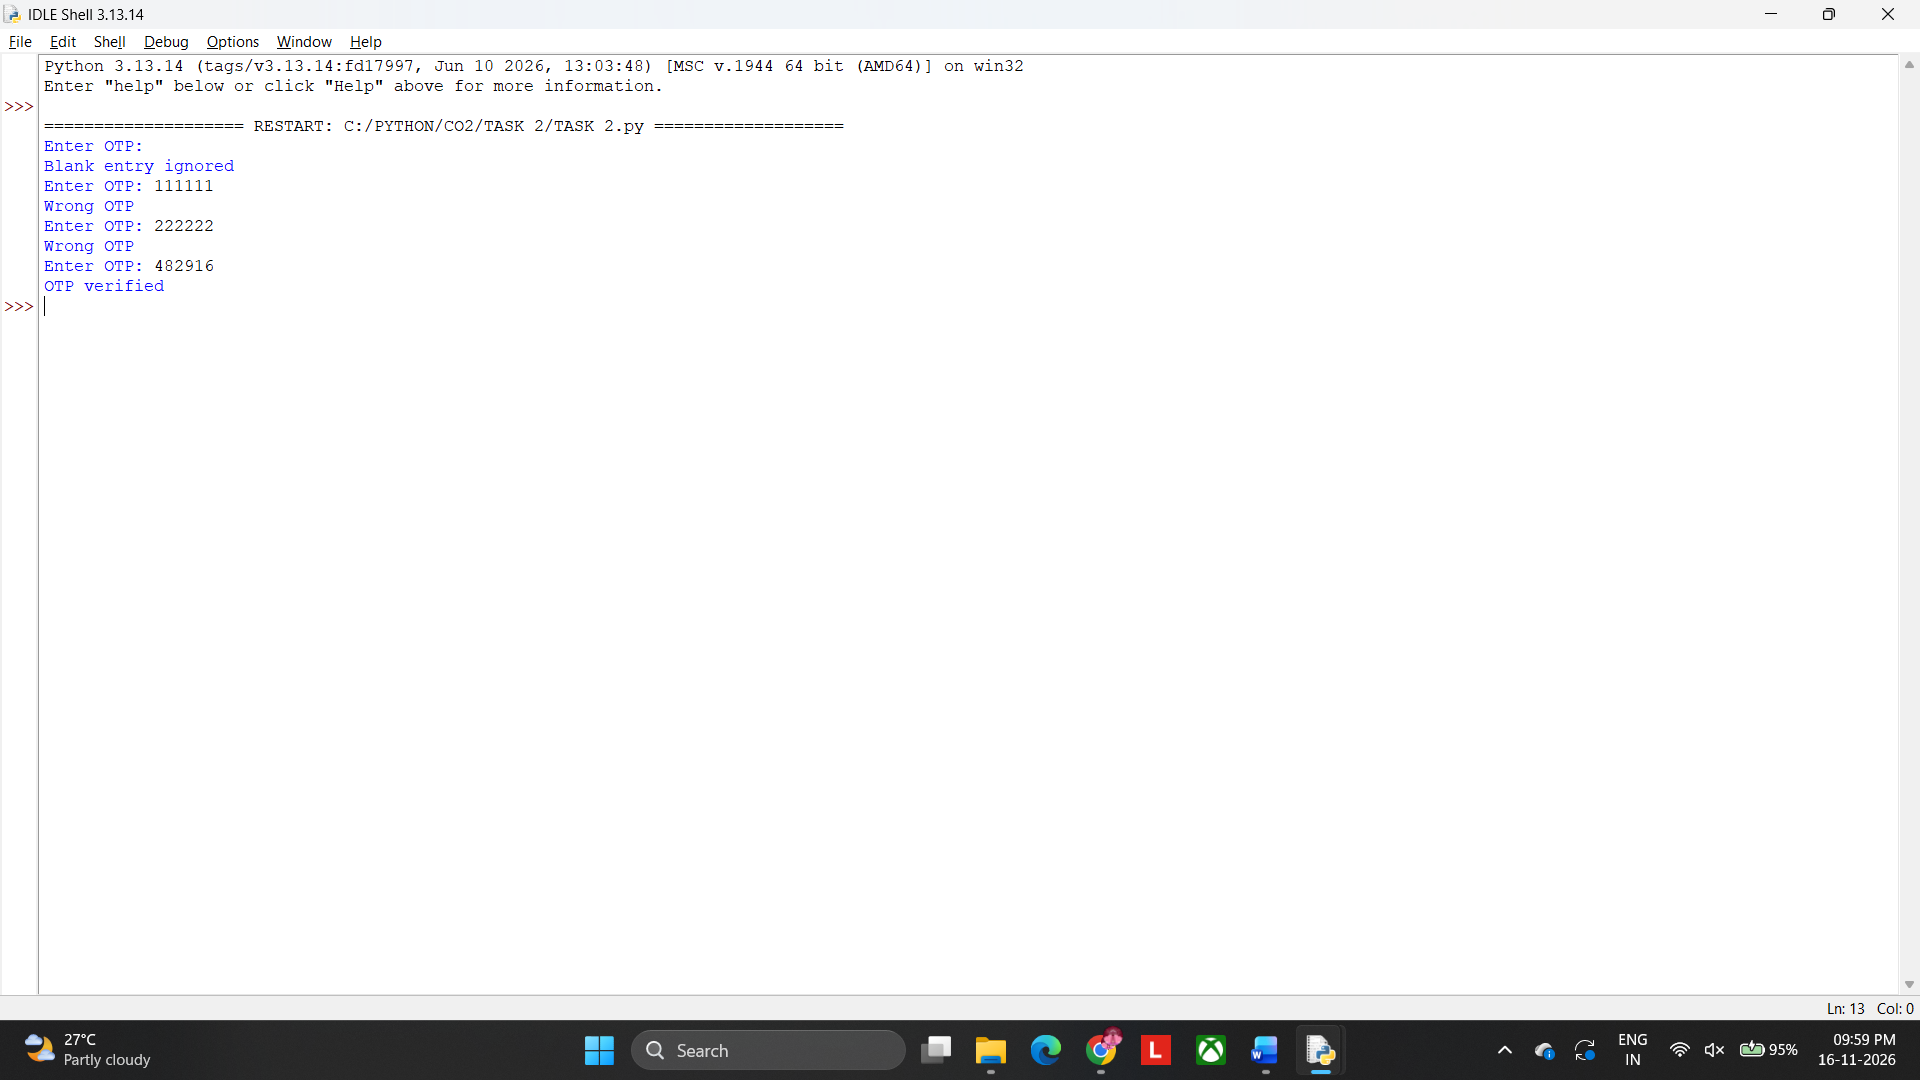 IDLE Shell 3.13.14
File Edit Shell Debug Options Window Help
Python 3.13.14 (tags/v3.13.14:fd17997, Jun 10 2026, 13:03:48) [MSC v.1944 64 bit (AMD64)] on win32
Enter "help" below or click "Help" above for more information.
>>>
==================== RESTART: C:/PYTHON/CO2/TASK 2/TASK 2.py ===================
Enter OTP:
Blank entry ignored
Enter OTP: 111111
Wrong OTP
Enter OTP: 222222
Wrong OTP
Enter OTP: 482916
OTP verified
>>>
Ln: 13 Col: 0
27°C
Partly cloudy
Search
L
W
ENG
IN
95%
09:59 PM
16-11-2026